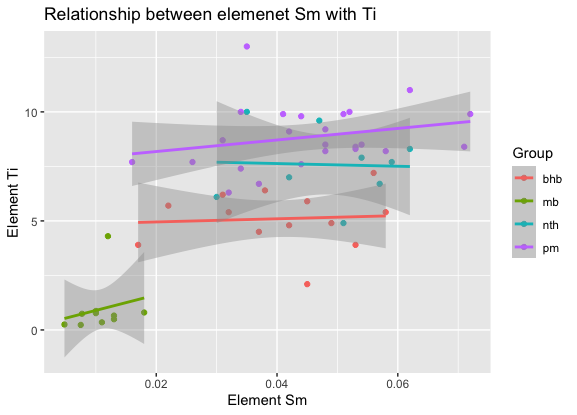 Relationship between elemenet Sm with Ti
Element Ti
10
5
0
0.02
0.04
0.06
Element Sm
Group
bhb
mb
nth
pm